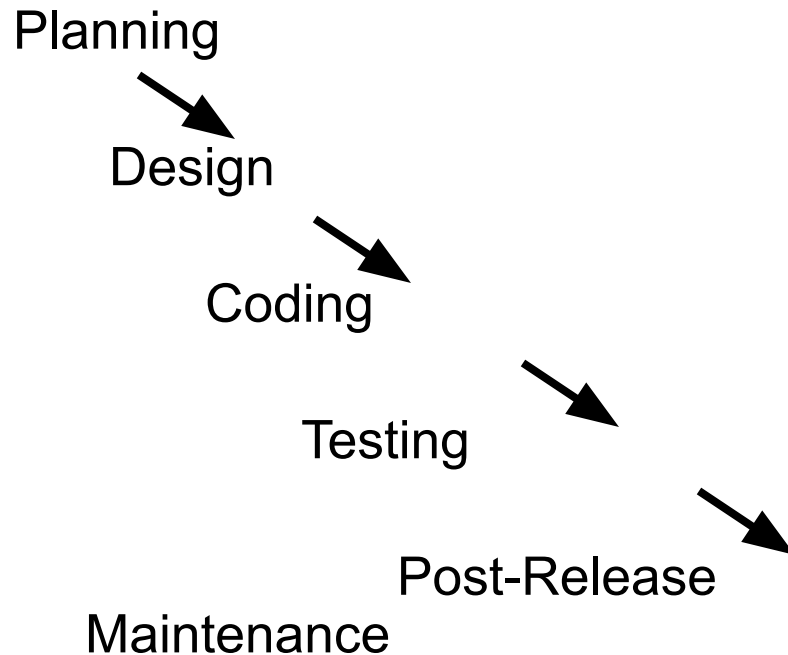 Planning
Design
Coding
Testing
Post-Release
Maintenance